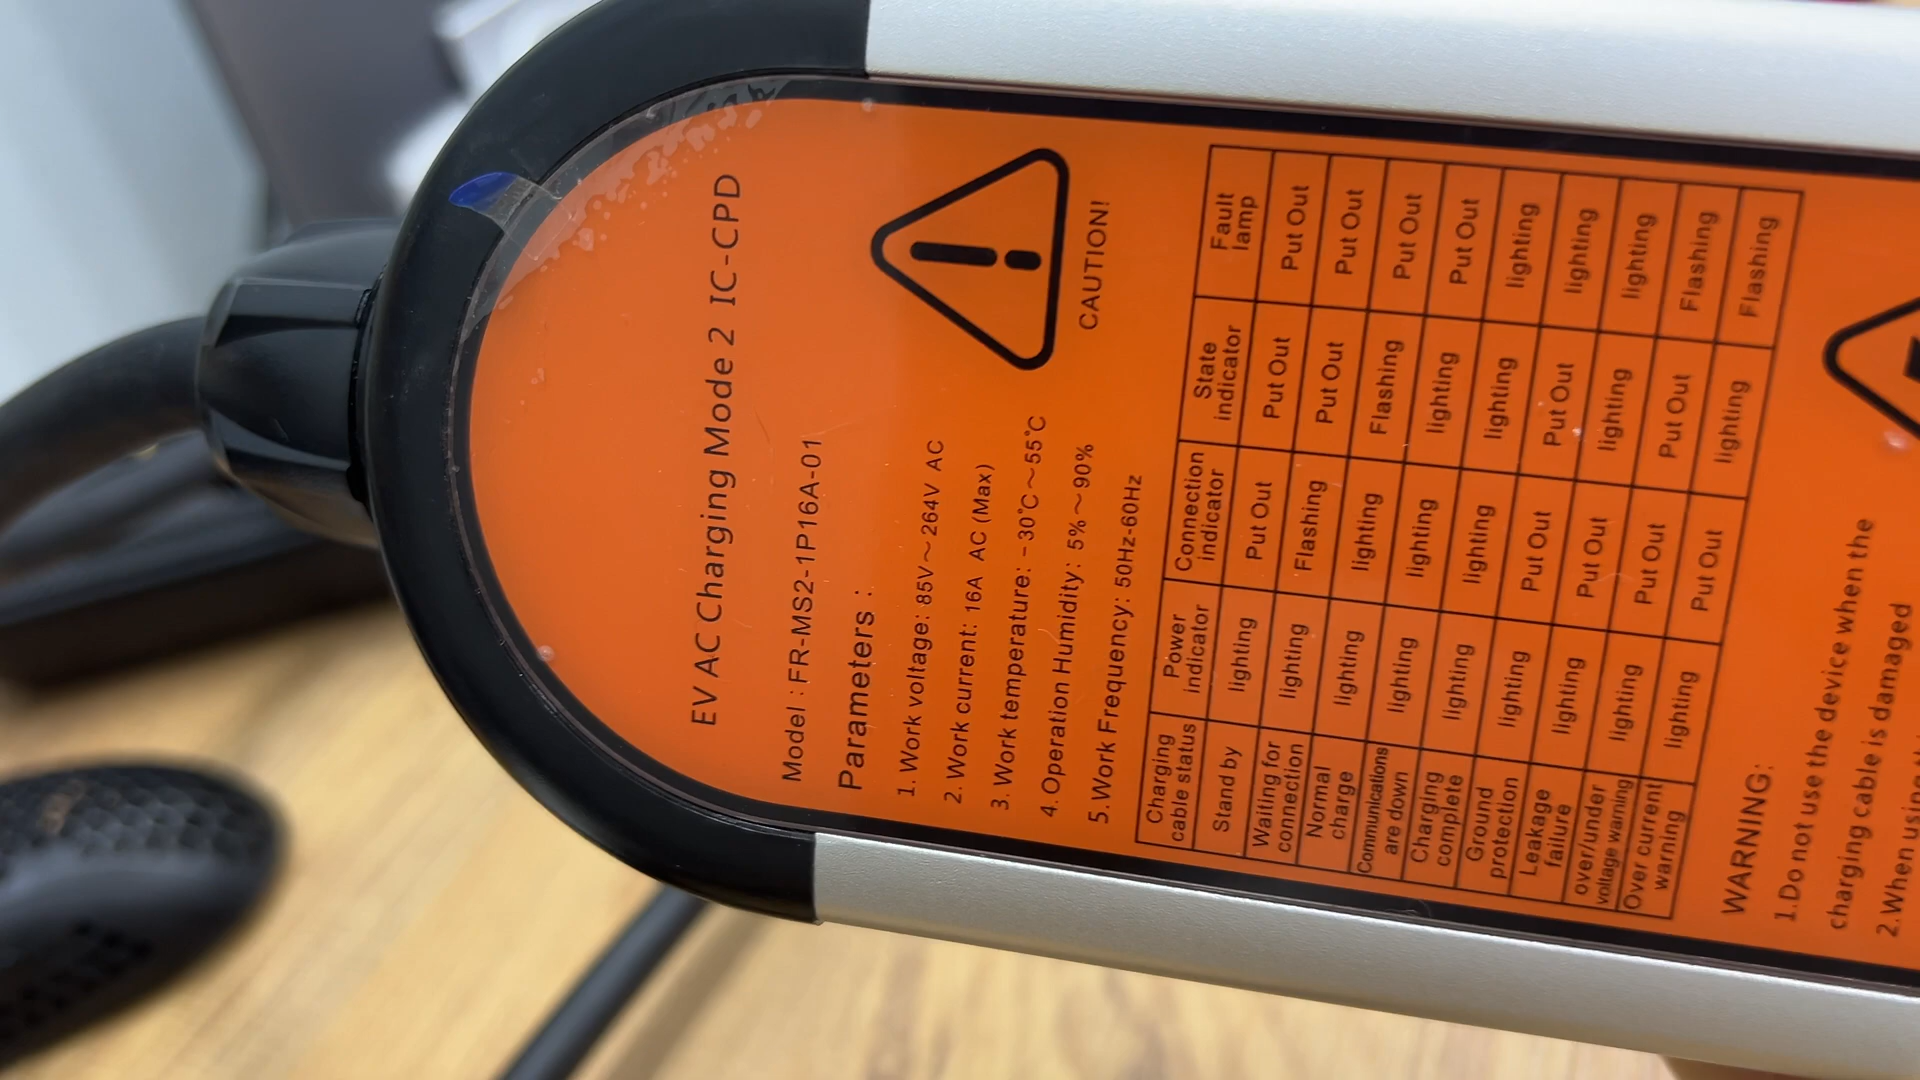 EV AC Charging Mode 2 IC-CPD
Model : FR-MS2-1P16A-01
Parameters :
1. Work voltage: 85V～264V AC
2. Work current: 16A AC (Max)
3. Work temperature: -30℃～55℃
4.Operation Humidity: 5%～90%
5.Work Frequency: 50Hz-60Hz
CAUTION!
Charging cable status Power indicator Connection indicator State indicator Fault lamp
Stand by lighting Put Out Put Out Put Out
Waiting for connection lighting Flashing Put Out Put Out
Normal charge lighting lighting Flashing Put Out
Communications are down lighting lighting lighting Put Out
Charging complete lighting lighting lighting lighting
Ground protection lighting Put Out Put Out lighting
Leakage failure lighting Put Out lighting lighting
over/under voltage warning lighting Put Out Put Out Flashing
Over current warning lighting Put Out lighting Flashing
WARNING:
1.Do not use the device when the
charging cable is damaged
2.When using